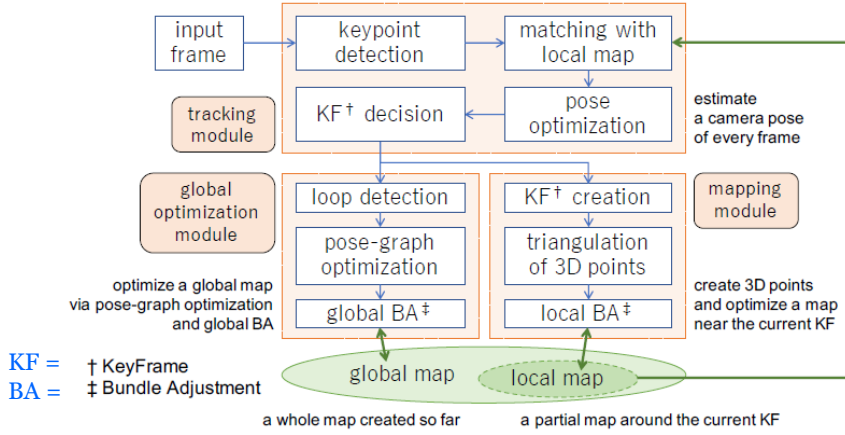 input
frame
keypoint
detection
matching with
local map
tracking
module
KF† decision
pose
optimization
estimate
a camera pose
of every frame
global
optimization
module
loop detection
KF† creation
mapping
module
pose-graph
optimization
triangulation
of 3D points
optimize a global map
via pose-graph optimization
and global BA
global BA‡
local BA‡
create 3D points
and optimize a map
near the current KF
KF = † KeyFrame
BA = ‡ Bundle Adjustment
global map
local map
a whole map created so far
a partial map around the current KF